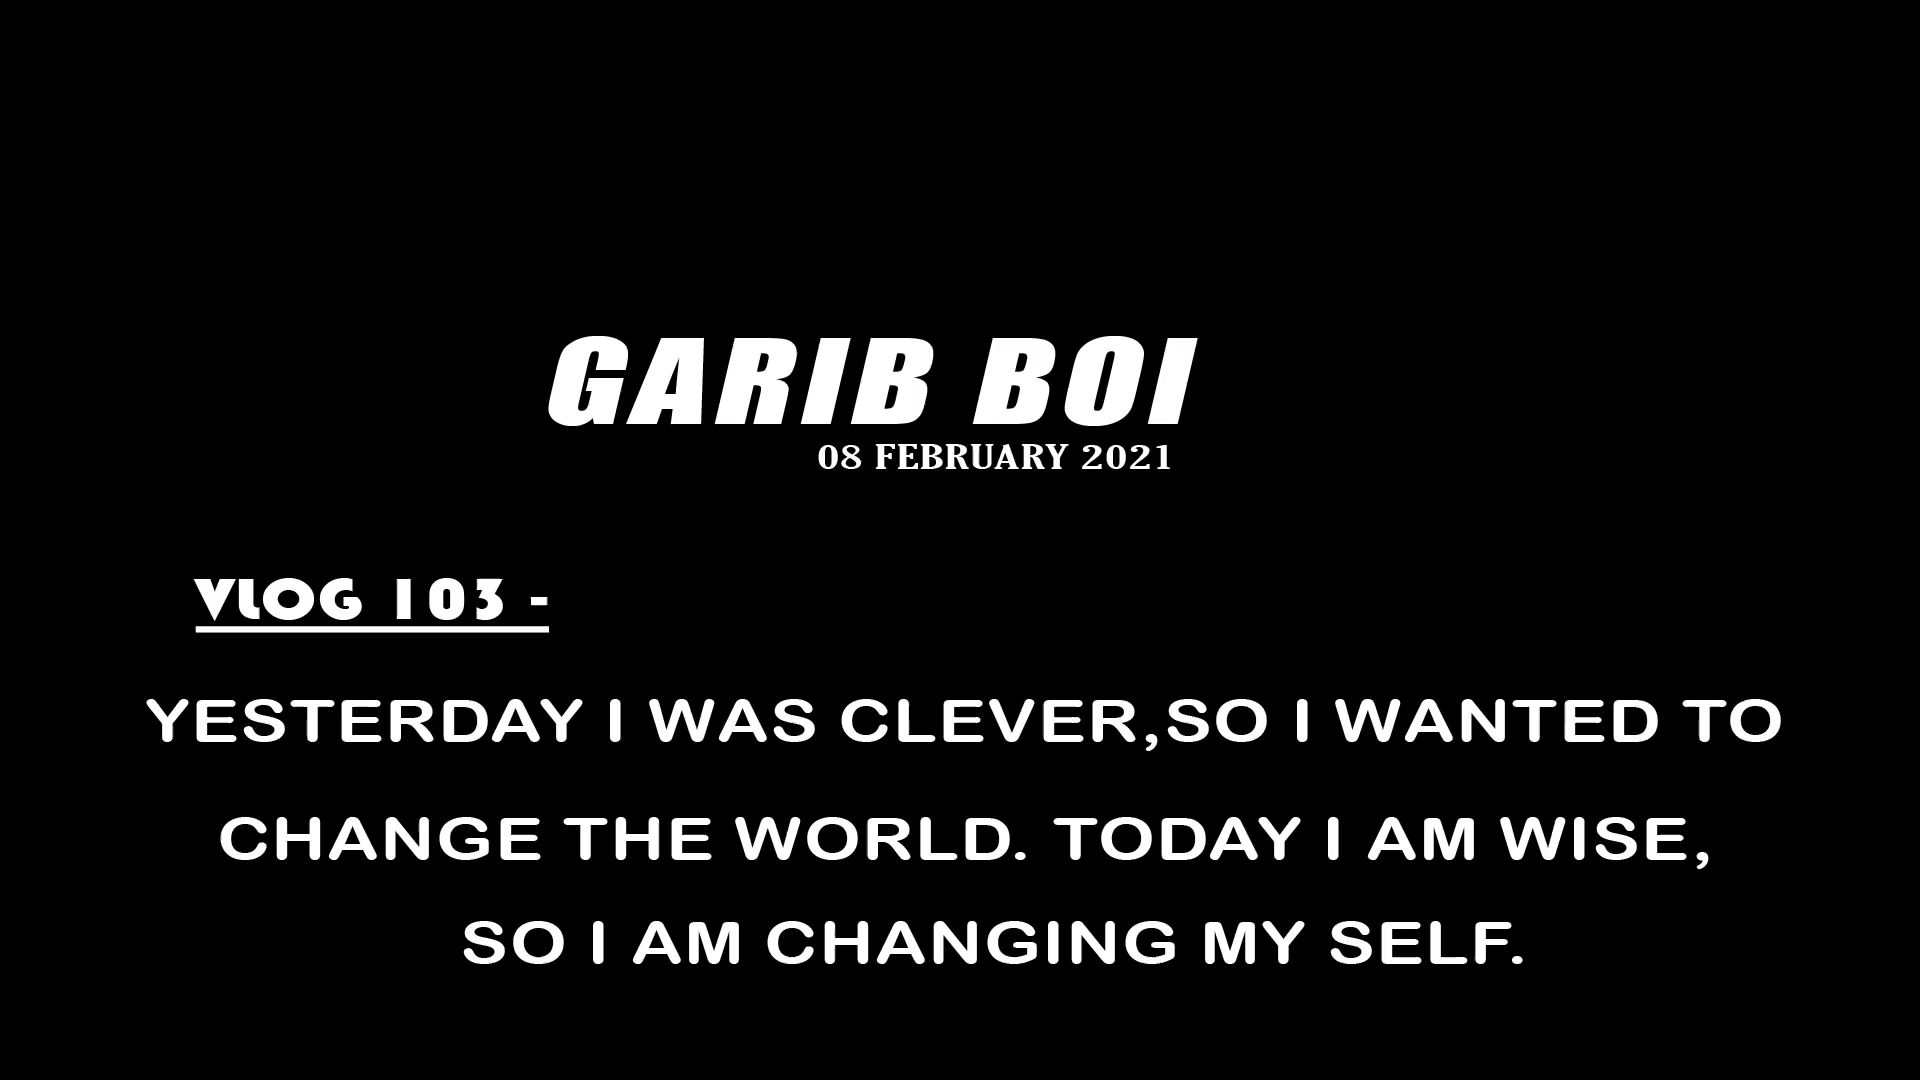 GARIB BOI
08 FEBRUARY 2021
VLOG 103 -
YESTERDAY I WAS CLEVER,SO I WANTED TO
CHANGE THE WORLD. TODAY I AM WISE,
SO I AM CHANGING MY SELF.